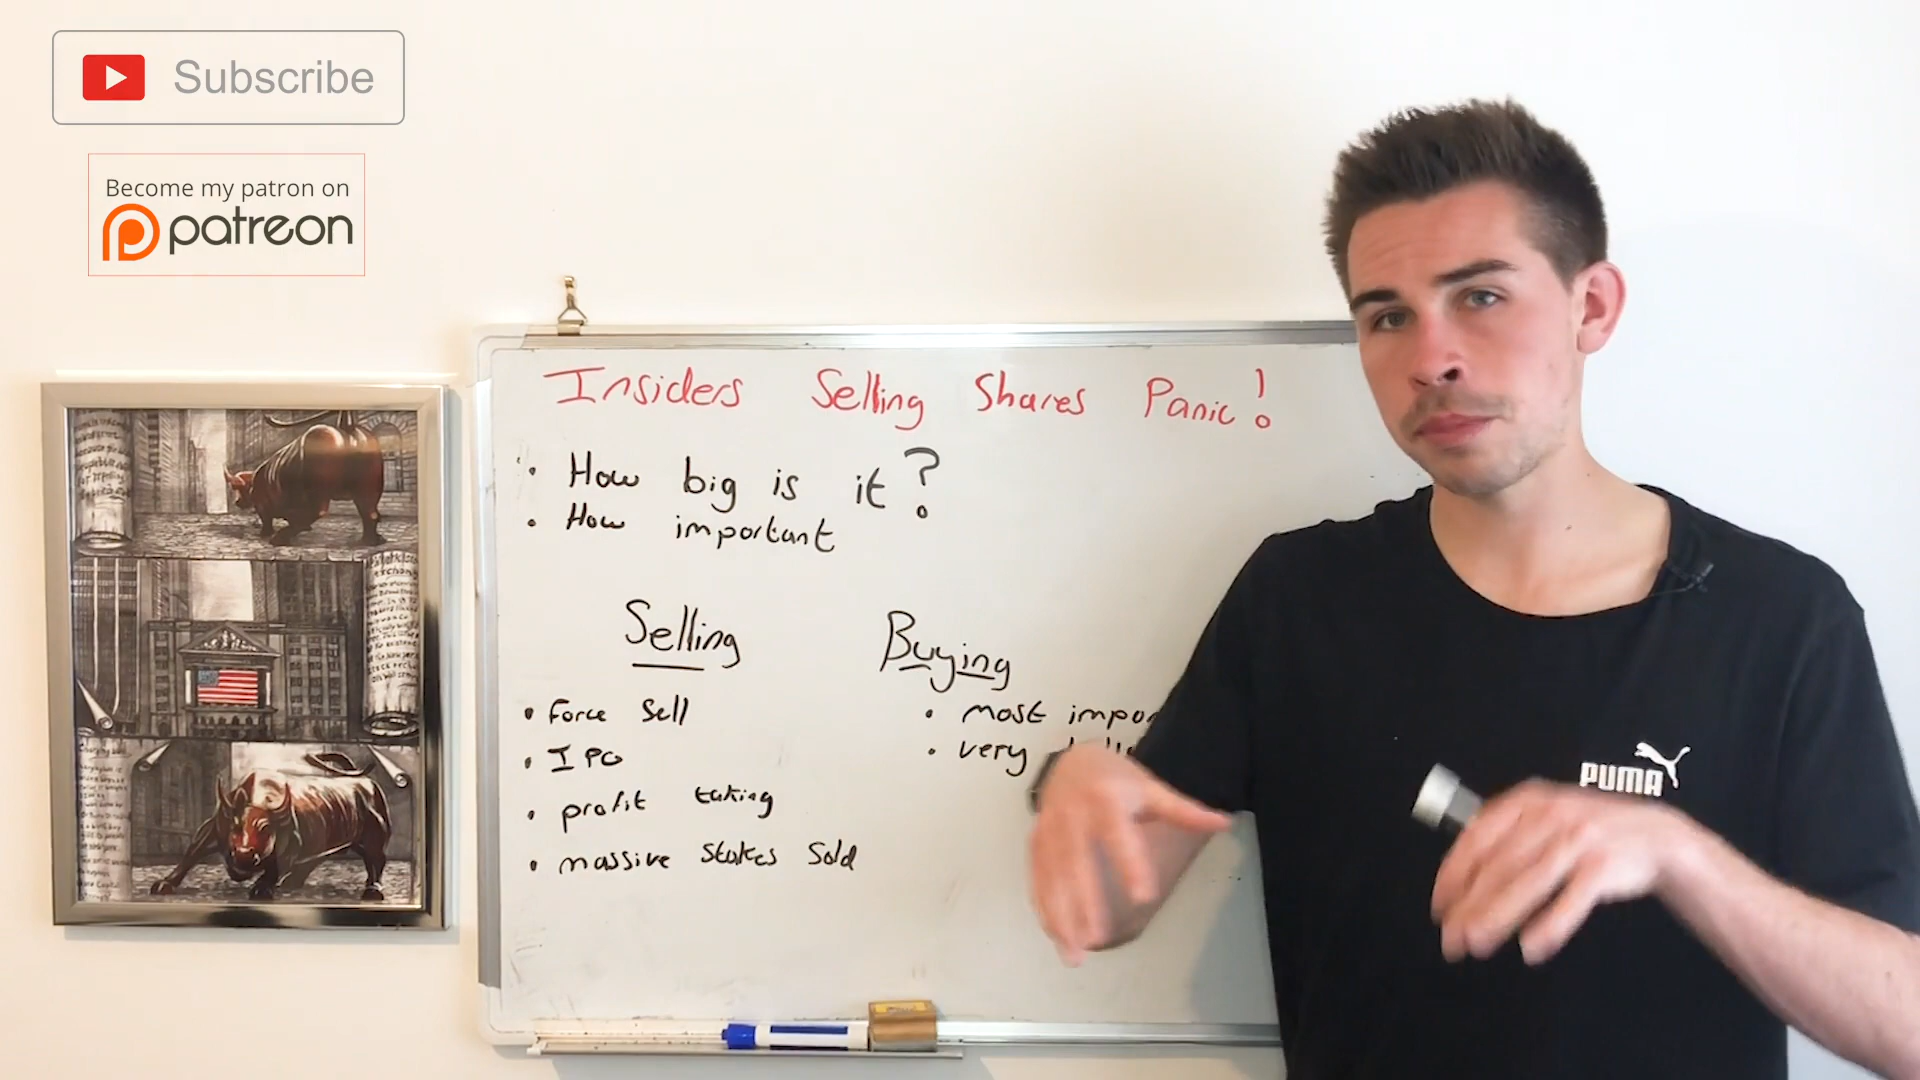 Subscribe
Become my patron on
patreon
Insiders Selling Shares Panic!
• How big is it?
• How important
Selling
• Force Sell
• IPO
• profit taking
• massive Stakes Sold
Buying
• most impor
• very
PUMA